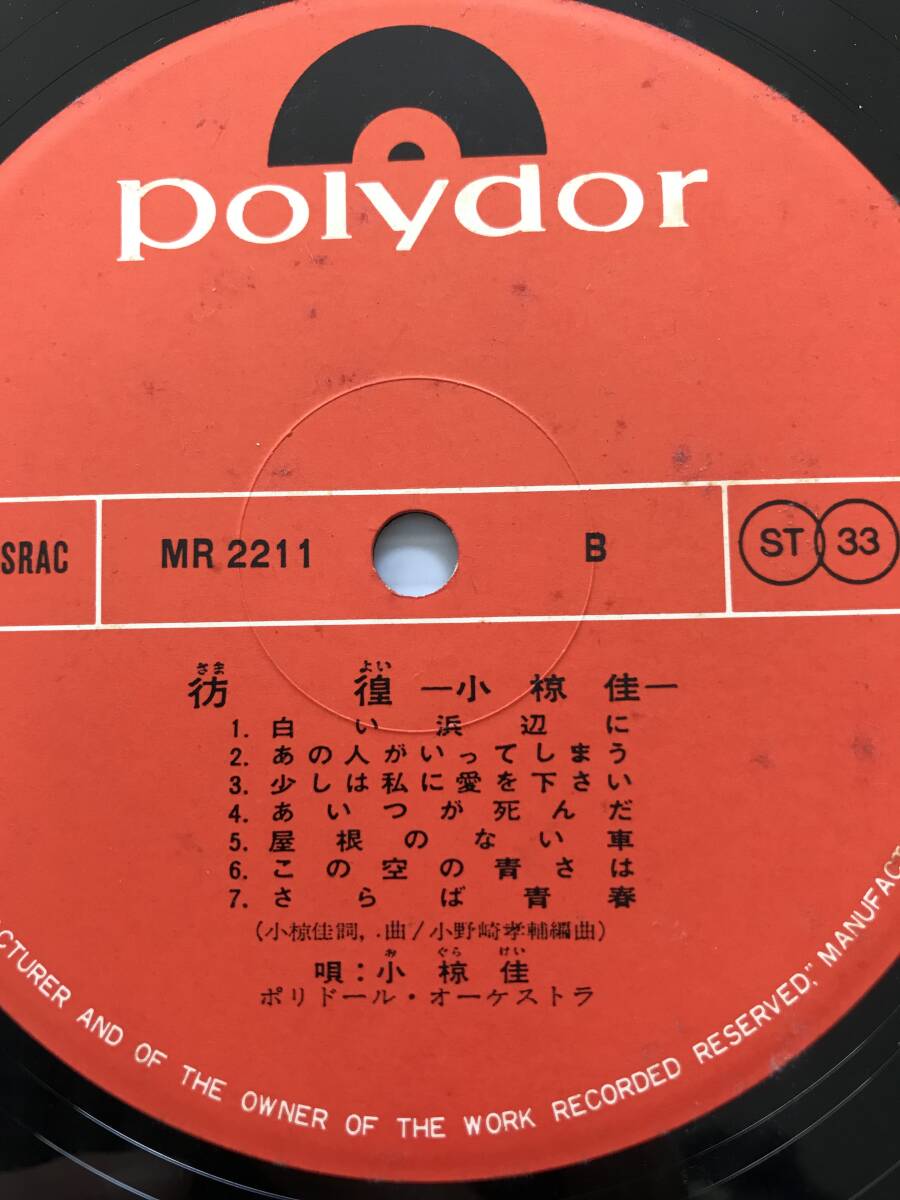 polydor
SRAC
MR 2211
B
ST 33
さま よい
彷徨 ―小椋佳―
1. 白い浜辺に
2. あの人がいってしまう
3. 少しは私に愛を下さい
4. あいつが死んだ
5. 屋根のない車
6. この空の青さは
7. さらば青春
(小椋佳詞,.曲/小野崎孝輔編曲)
お ぐら けい
唄:小椋佳
ポリドール・オーケストラ
CTURER AND OF THE OWNER OF THE WORK RECORDED RESERVED," MANUFACT